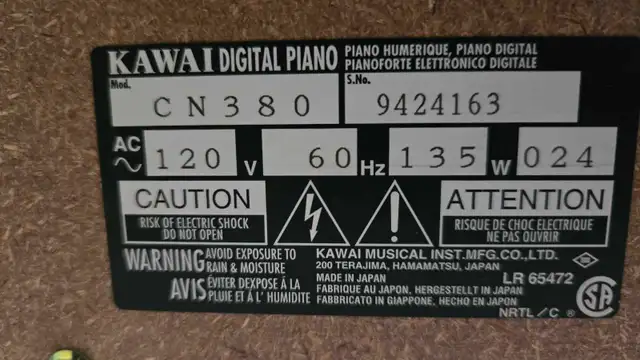 KAWAI DIGITAL PIANO
PIANO HUMERIQUE, PIANO DIGITAL
PIANOFORTE ELETTRONICO DIGITALE
Mod.
CN380
S.No.
9424163
AC 120 V 60 Hz 135 W 024
CAUTION
RISK OF ELECTRIC SHOCK
DO NOT OPEN
ATTENTION
RISQUE DE CHOC ELECTRIQUE
NE PAS OUVRIR
WARNING AVOID EXPOSURE TO
RAIN & MOISTURE
AVIS ÉVITER D'EXPOSÉ À LA
PLUIE ET À L' HUMIDITÉ
KAWAI MUSICAL INST.MFG.CO.,LTD.
200 TERAJIMA, HAMAMATSU, JAPAN
MADE IN JAPAN
LR 65472
FABRIQUE AU JAPON, HERGESTELLT IN JAPAN
FABBRICATO IN GIAPPONE, HECHO EN JAPON
NRTL / C
SA
®